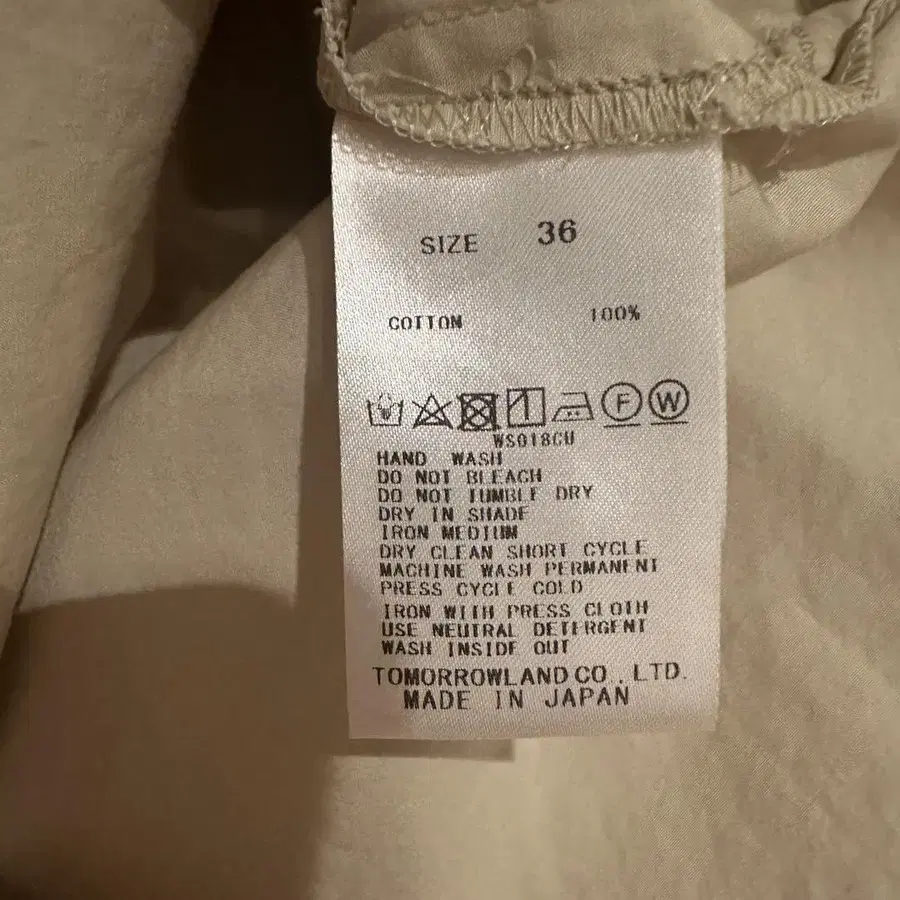 SIZE 36
COTTON 100%
F W
WS018CU
HAND WASH
DO NOT BLEACH
DO NOT TUMBLE DRY
DRY IN SHADE
IRON MEDIUM
DRY CLEAN SHORT CYCLE
MACHINE WASH PERMANENT
PRESS CYCLE COLD
IRON WITH PRESS CLOTH
USE NEUTRAL DETERGENT
WASH INSIDE OUT
TOMORROWLAND CO., LTD.
MADE IN JAPAN